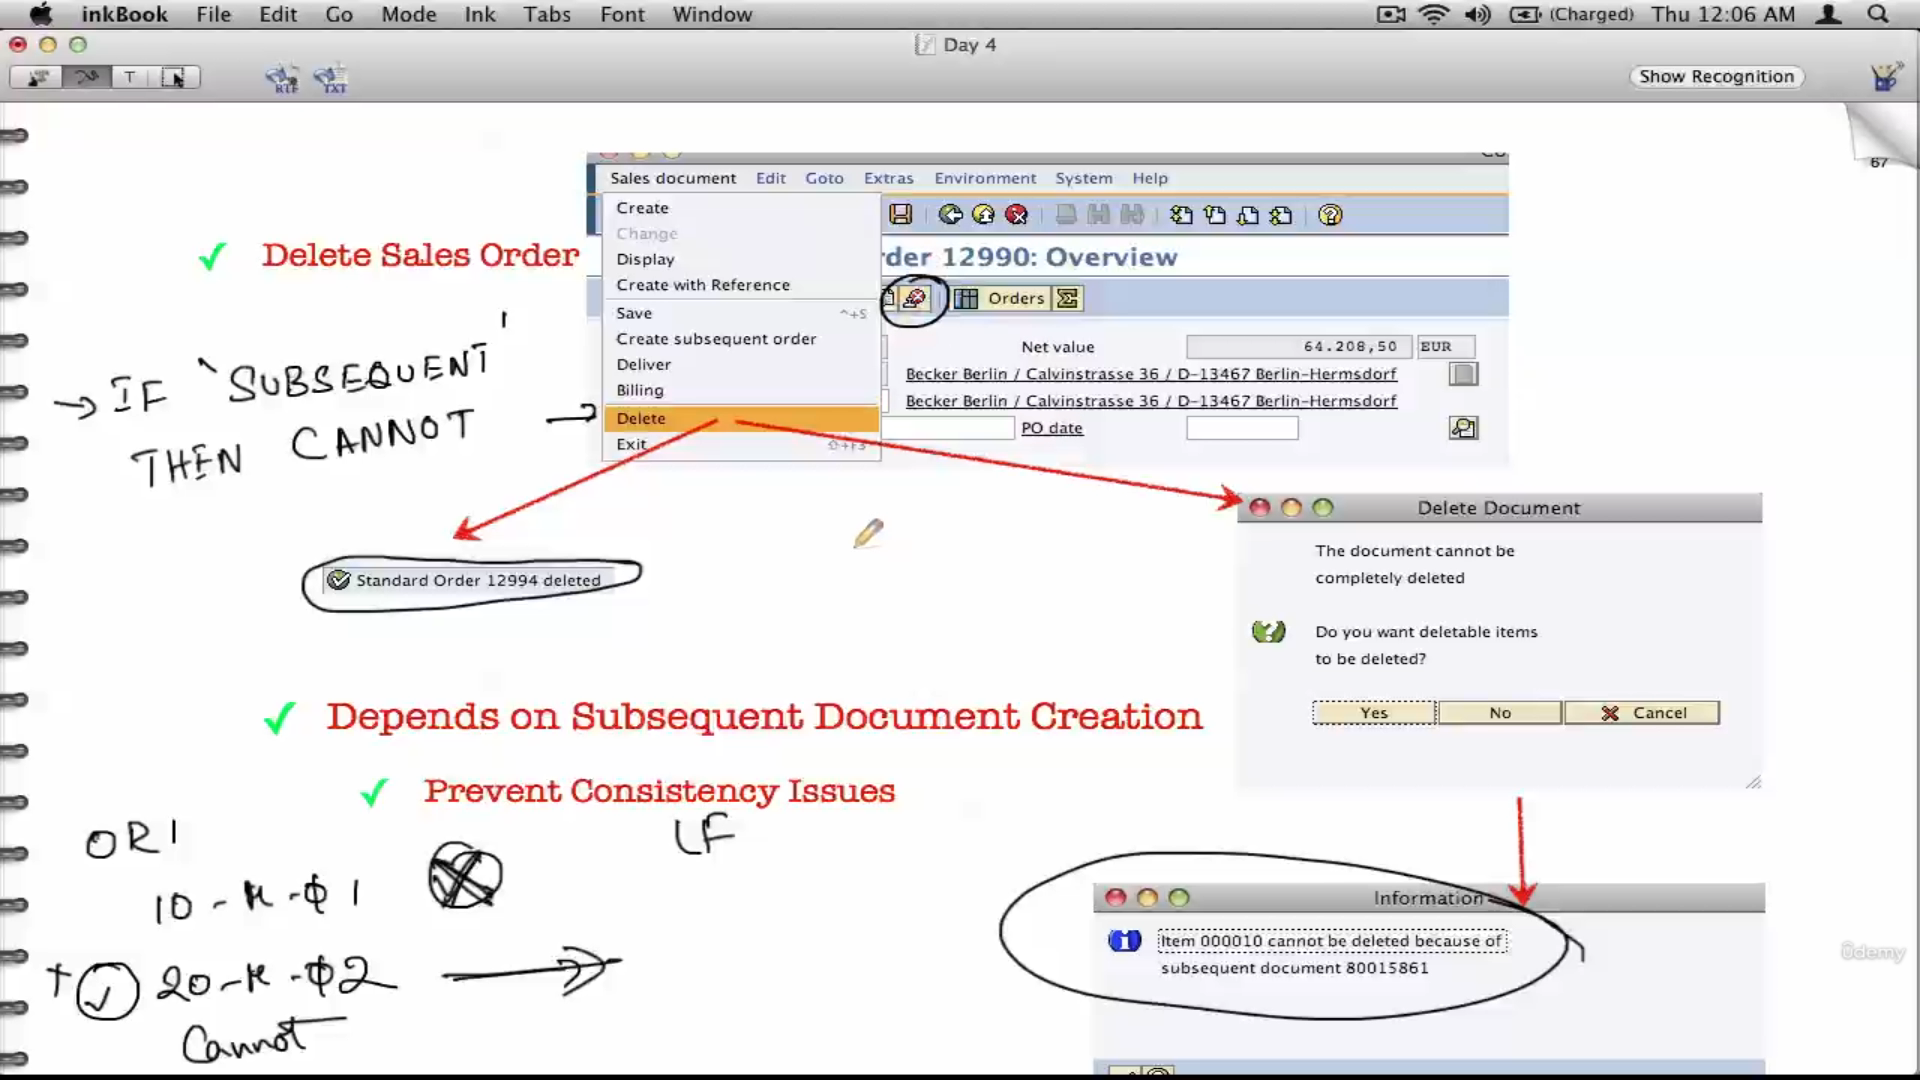 inkBook File Edit Go Mode Ink Tabs Font Window (Charged) Thu 12:06 AM
Day 4
T RTF TXT Show Recognition
67
Sales document Edit Goto Extras Environment System Help
Create
Change
Display
Create with Reference
Save ^+S
Create subsequent order
Deliver
Billing
Delete
Exit
rder 12990: Overview
Orders
Net value 64.208,50 EUR
Becker Berlin / Calvinstrasse 36 / D-13467 Berlin-Hermsdorf
Becker Berlin / Calvinstrasse 36 / D-13467 Berlin-Hermsdorf
PO date
✓ Delete Sales Order
→ IF 'SUBSEQUENT'
THEN CANNOT →
Standard Order 12994 deleted
Delete Document
The document cannot be
completely deleted
Do you want deletable items
to be deleted?
Yes No Cancel
✓ Depends on Subsequent Document Creation
✓ Prevent Consistency Issues
OR1 LF
10 - M - 01
+ ✓ 20 - M - 02
Cannot
Information
Item 000010 cannot be deleted because of
subsequent document 80015861
ûdemy